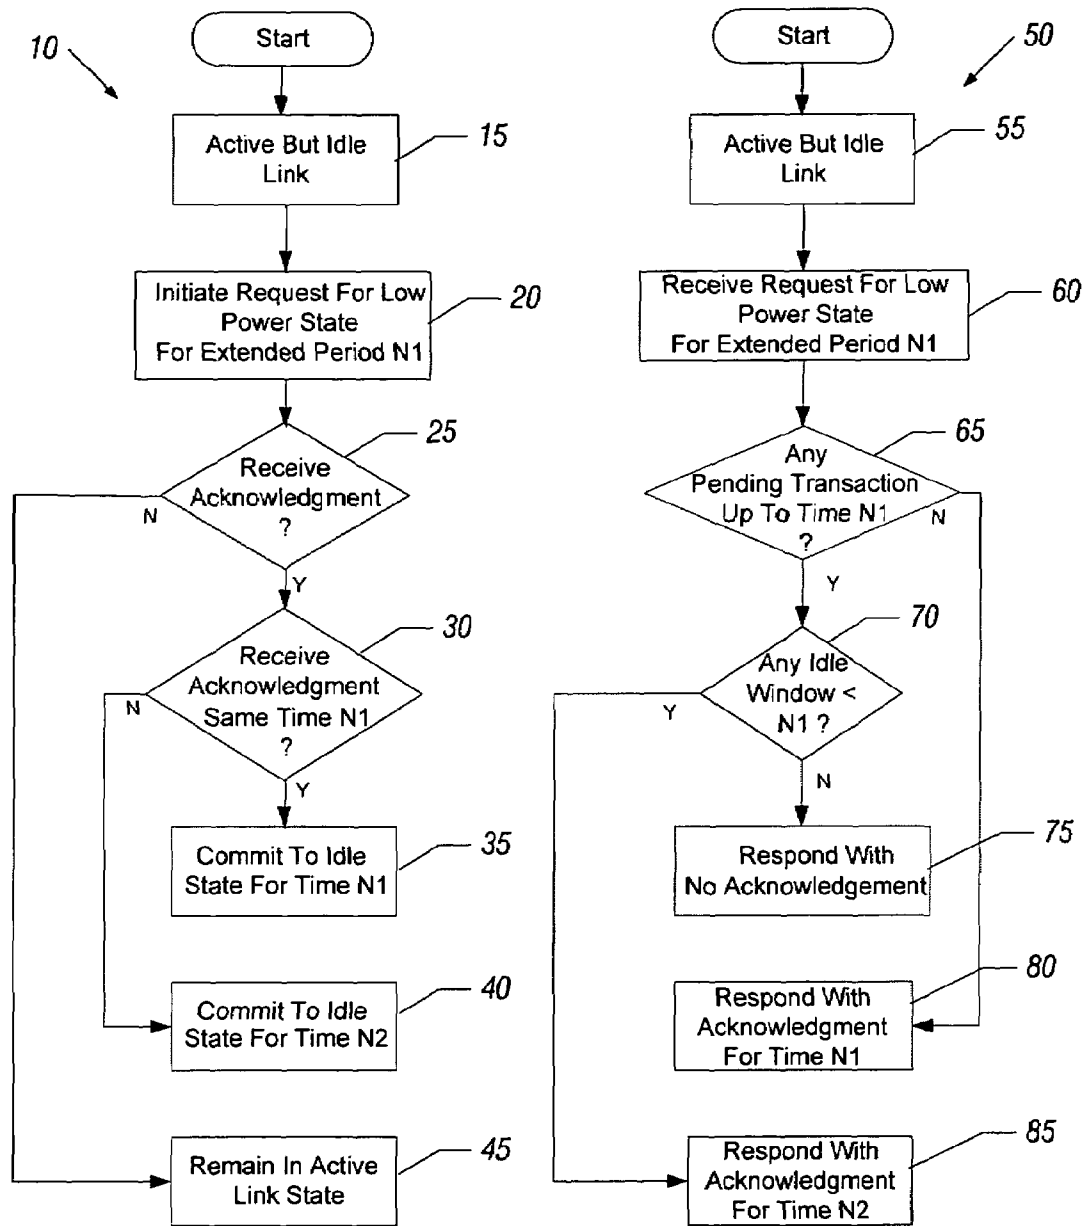 10
Start
Active But Idle
Link
15
Initiate Request For Low
Power State
For Extended Period N1
20
Receive
Acknowledgment
?
25
N
Y
Receive
Acknowledgment
Same Time N1
?
30
N
Y
Commit To Idle
State For Time N1
35
Commit To Idle
State For Time N2
40
Remain In Active
Link State
45
50
Start
Active But Idle
Link
55
Receive Request For Low
Power State
For Extended Period N1
60
Any
Pending Transaction
Up To Time N1
?
65
N
Y
Any Idle
Window <
N1 ?
70
Y
N
Respond With
No Acknowledgement
75
Respond With
Acknowledgment
For Time N1
80
Respond With
Acknowledgment
For Time N2
85